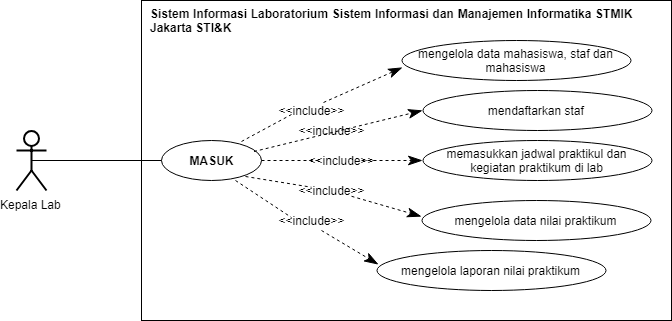 Sistem Informasi Laboratorium Sistem Informasi dan Manajemen Informatika STMIK
Jakarta STI&K
mengelola data mahasiswa, staf dan
mahasiswa
<<include>>
mendaftarkan staf
<<include>>
Kepala Lab
MASUK
<<include>>
memasukkan jadwal praktikul dan
kegiatan praktikum di lab
<<include>>
mengelola data nilai praktikum
<<include>>
mengelola laporan nilai praktikum